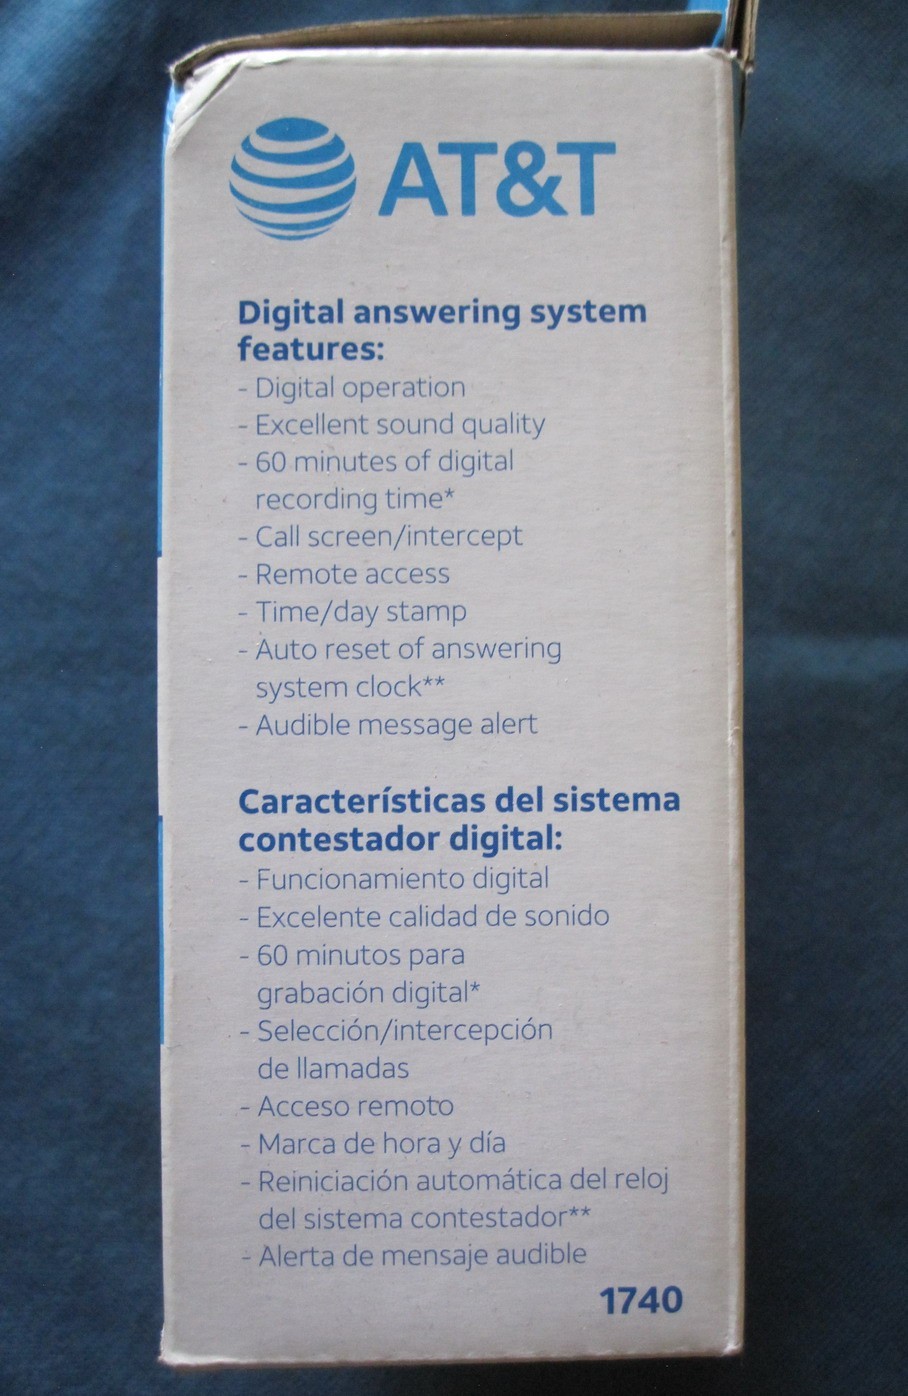 AT&T
Digital answering system
features:
- Digital operation
- Excellent sound quality
- 60 minutes of digital
recording time*
- Call screen/intercept
- Remote access
- Time/day stamp
- Auto reset of answering
system clock**
- Audible message alert
Características del sistema
contestador digital:
- Funcionamiento digital
- Excelente calidad de sonido
- 60 minutos para
grabación digital*
- Selección/intercepción
de llamadas
- Acceso remoto
- Marca de hora y día
- Reiniciación automática del reloj
del sistema contestador**
- Alerta de mensaje audible
1740